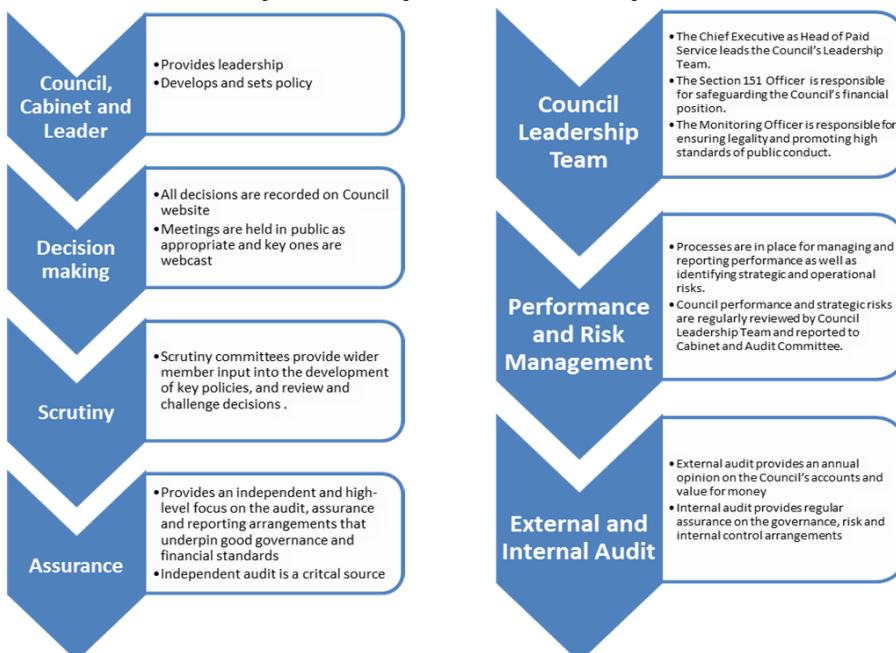 Council,
Cabinet and
Leader
•Provides leadership
•Develops and sets policy
Decision
making
•All decisions are recorded on Council
website
•Meetings are held in public as
appropriate and key ones are
webcast
Scrutiny
•Scrutiny committees provide wider
member input into the development
of key policies, and review and
challenge decisions .
Assurance
•Provides an independent and high-
level focus on the audit, assurance
and reporting arrangements that
underpin good governance and
financial standards
•Independent audit is a critcal source
Council
Leadership
Team
•The Chief Executive as Head of Paid
Service leads the Council's Leadership
Team.
•The Section 151 Officer is responsible
for safeguarding the Council's financial
position.
•The Monitoring Officer is responsible for
ensuring legality and promoting high
standards of public conduct.
Performance
and Risk
Management
•Processes are in place for managing and
reporting performance as well as
identifying strategic and operational
risks.
•Council performance and strategic risks
are regularly reviewed by Council
Leadership Team and reported to
Cabinet and Audit Committee.
External and
Internal Audit
•External audit provides an annual
opinion on the Council's accounts and
value for money
•Internal audit provides regular
assurance on the governance, risk and
internal control arrangements